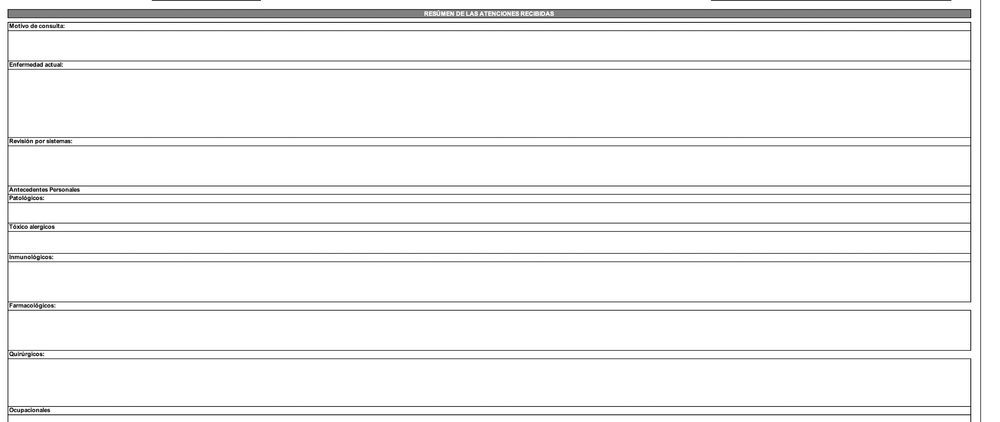 RESÚMEN DE LAS ATENCIONES RECIBIDAS
Motivo de consulta:
Enfermedad actual:
Revisión por sistemas:
Antecedentes Personales
Patológicos:
Tóxico alergicos
Inmunológicos:
Farmacológicos:
Quirúrgicos:
Ocupacionales